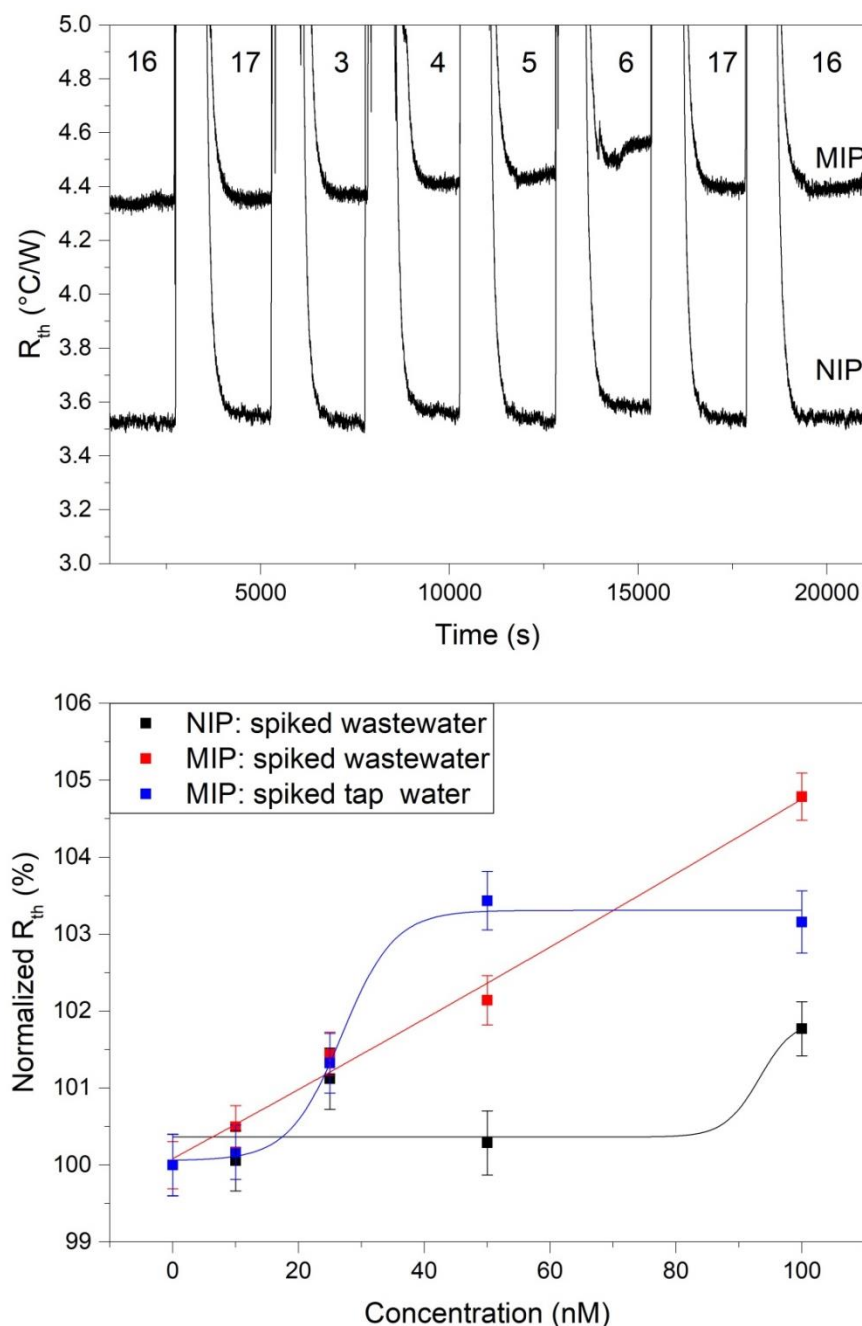 5.0
16 17 3 4 5 6 17 16
4.8
4.6
MIP
4.4
4.2
4.0
3.8
NIP
3.6
3.4
3.2
3.0
R_th (°C/W)
5000 10000 15000 20000
Time (s)
106
NIP: spiked wastewater
MIP: spiked wastewater
MIP: spiked tap water
105
104
103
102
101
100
99
Normalized R_th (%)
0 20 40 60 80 100
Concentration (nM)